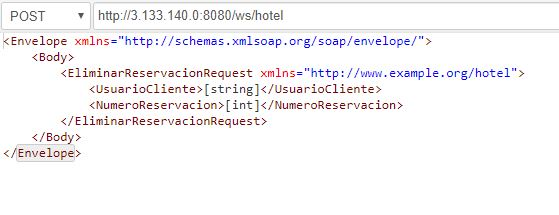 POST http://3.133.140.0:8080/ws/hotel
<Envelope xmlns="http://schemas.xmlsoap.org/soap/envelope/">
<Body>
<EliminarReservacionRequest xmlns="http://www.example.org/hotel">
<UsuarioCliente>[string]</UsuarioCliente>
<NumeroReservacion>[int]</NumeroReservacion>
</EliminarReservacionRequest>
</Body>
</Envelope>